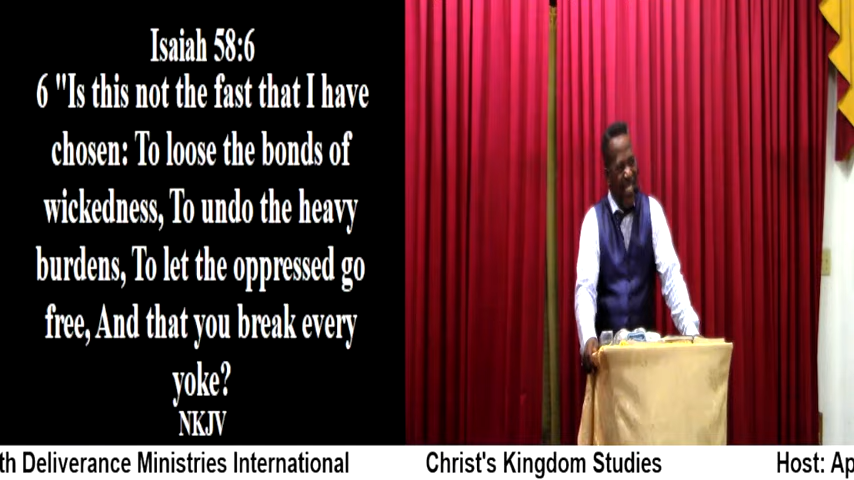 Isaiah 58:6
6 "Is this not the fast that I have
chosen: To loose the bonds of
wickedness, To undo the heavy
burdens, To let the oppressed go
free, And that you break every
yoke?
NKJV
th Deliverance Ministries International Christ's Kingdom Studies Host: Ap